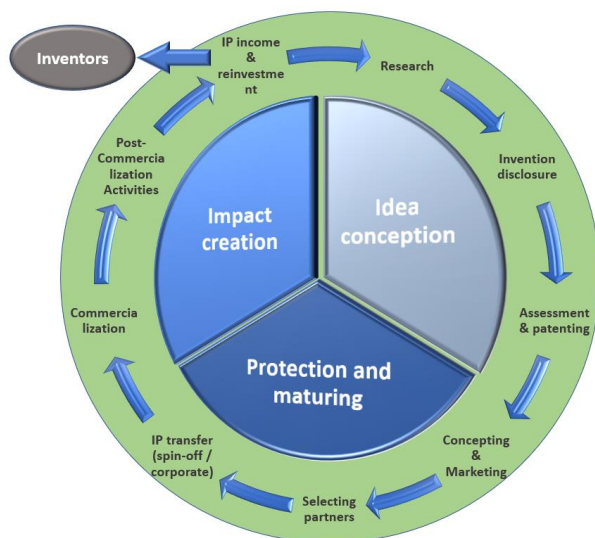 Inventors
IP income
&
reinvestme
nt
Research
Invention
disclosure
Assessment
& patenting
Concepting
&
Marketing
Selecting
partners
IP transfer
(spin-off /
corporate)
Commercia
lization
Post-
Commercia
lization
Activities
Impact
creation
Idea
conception
Protection and
maturing